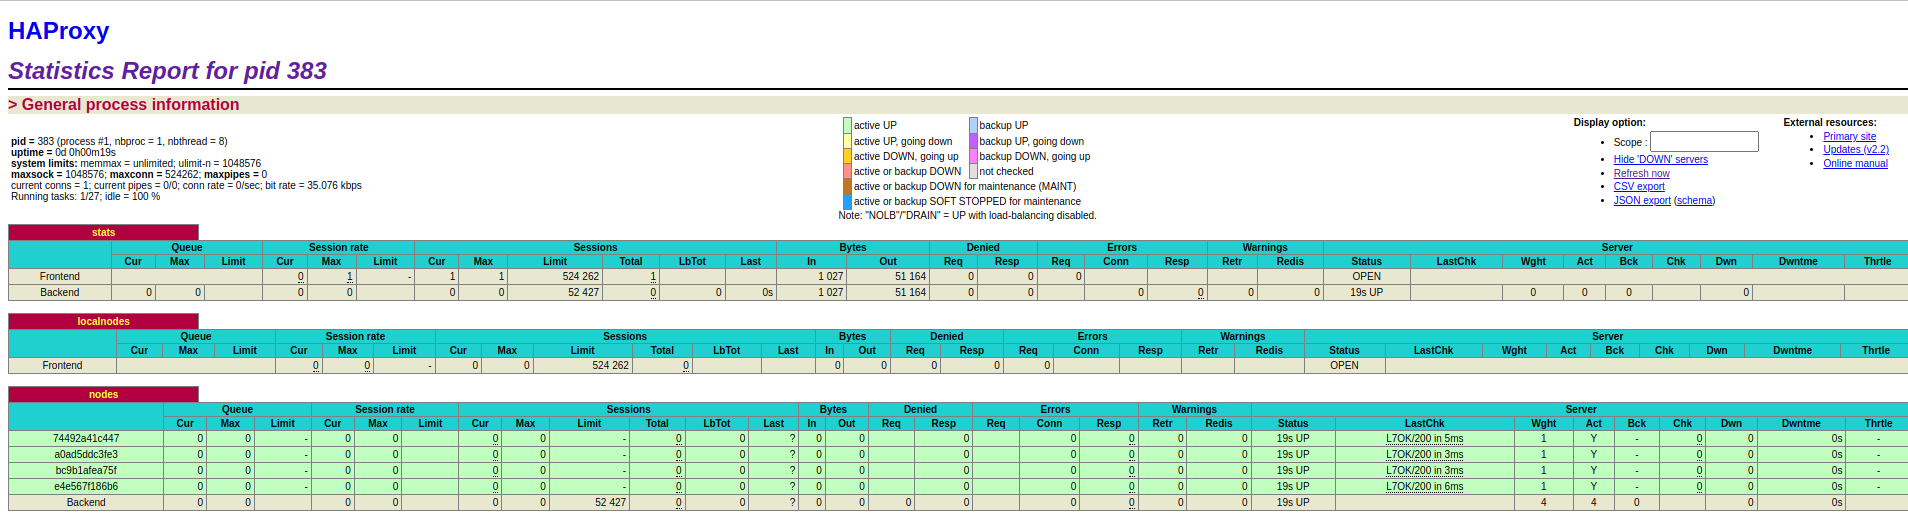 HAProxy
Statistics Report for pid 383
> General process information
pid = 383 (process #1, nbproc = 1, nbthread = 8)
uptime = 0d 0h00m19s
system limits: memmax = unlimited; ulimit-n = 1048576
maxsock = 1048576; maxconn = 524262; maxpipes = 0
current conns = 1; current pipes = 0/0; conn rate = 0/sec; bit rate = 35.076 kbps
Running tasks: 1/27; idle = 100 %
active UP backup UP
active UP, going down backup UP, going down
active DOWN, going up backup DOWN, going up
active or backup DOWN not checked
active or backup DOWN for maintenance (MAINT)
active or backup SOFT STOPPED for maintenance
Note: "NOLB"/"DRAIN" = UP with load-balancing disabled.
Display option:
• Scope :
• Hide 'DOWN' servers
• Refresh now
• CSV export
• JSON export (schema)
External resources:
• Primary site
• Updates (v2.2)
• Online manual
stats
Queue Session rate Sessions Bytes Denied Errors Warnings Server
Cur Max Limit Cur Max Limit Cur Max Limit Total LbTot Last In Out Req Resp Req Conn Resp Retr Redis Status LastChk Wght Act Bck Chk Dwn Dwntme Thrtle
Frontend 0 1 - 1 1 524 262 1 1 027 51 164 0 0 0 OPEN
Backend 0 0 0 0 0 0 52 427 0 0 0s 1 027 51 164 0 0 0 0 0 0 19s UP 0 0 0 0
localnodes
Queue Session rate Sessions Bytes Denied Errors Warnings Server
Cur Max Limit Cur Max Limit Cur Max Limit Total LbTot Last In Out Req Resp Req Conn Resp Retr Redis Status LastChk Wght Act Bck Chk Dwn Dwntme Thrtle
Frontend 0 0 - 0 0 524 262 0 0 0 0 0 0 OPEN
nodes
Queue Session rate Sessions Bytes Denied Errors Warnings Server
Cur Max Limit Cur Max Limit Cur Max Limit Total LbTot Last In Out Req Resp Req Conn Resp Retr Redis Status LastChk Wght Act Bck Chk Dwn Dwntme Thrtle
74492a41c447 0 0 - 0 0 0 0 - 0 0 ? 0 0 0 0 0 0 0 19s UP L7OK/200 in 5ms 1 Y - 0 0 0s -
a0ad5ddc3fe3 0 0 - 0 0 0 0 - 0 0 ? 0 0 0 0 0 0 0 19s UP L7OK/200 in 3ms 1 Y - 0 0 0s -
bc9b1afea75f 0 0 - 0 0 0 0 - 0 0 ? 0 0 0 0 0 0 0 19s UP L7OK/200 in 3ms 1 Y - 0 0 0s -
e4e567f186b6 0 0 - 0 0 0 0 - 0 0 ? 0 0 0 0 0 0 0 19s UP L7OK/200 in 6ms 1 Y - 0 0 0s -
Backend 0 0 0 0 0 0 52 427 0 0 ? 0 0 0 0 0 0 0 0 19s UP 4 4 0 0 0s